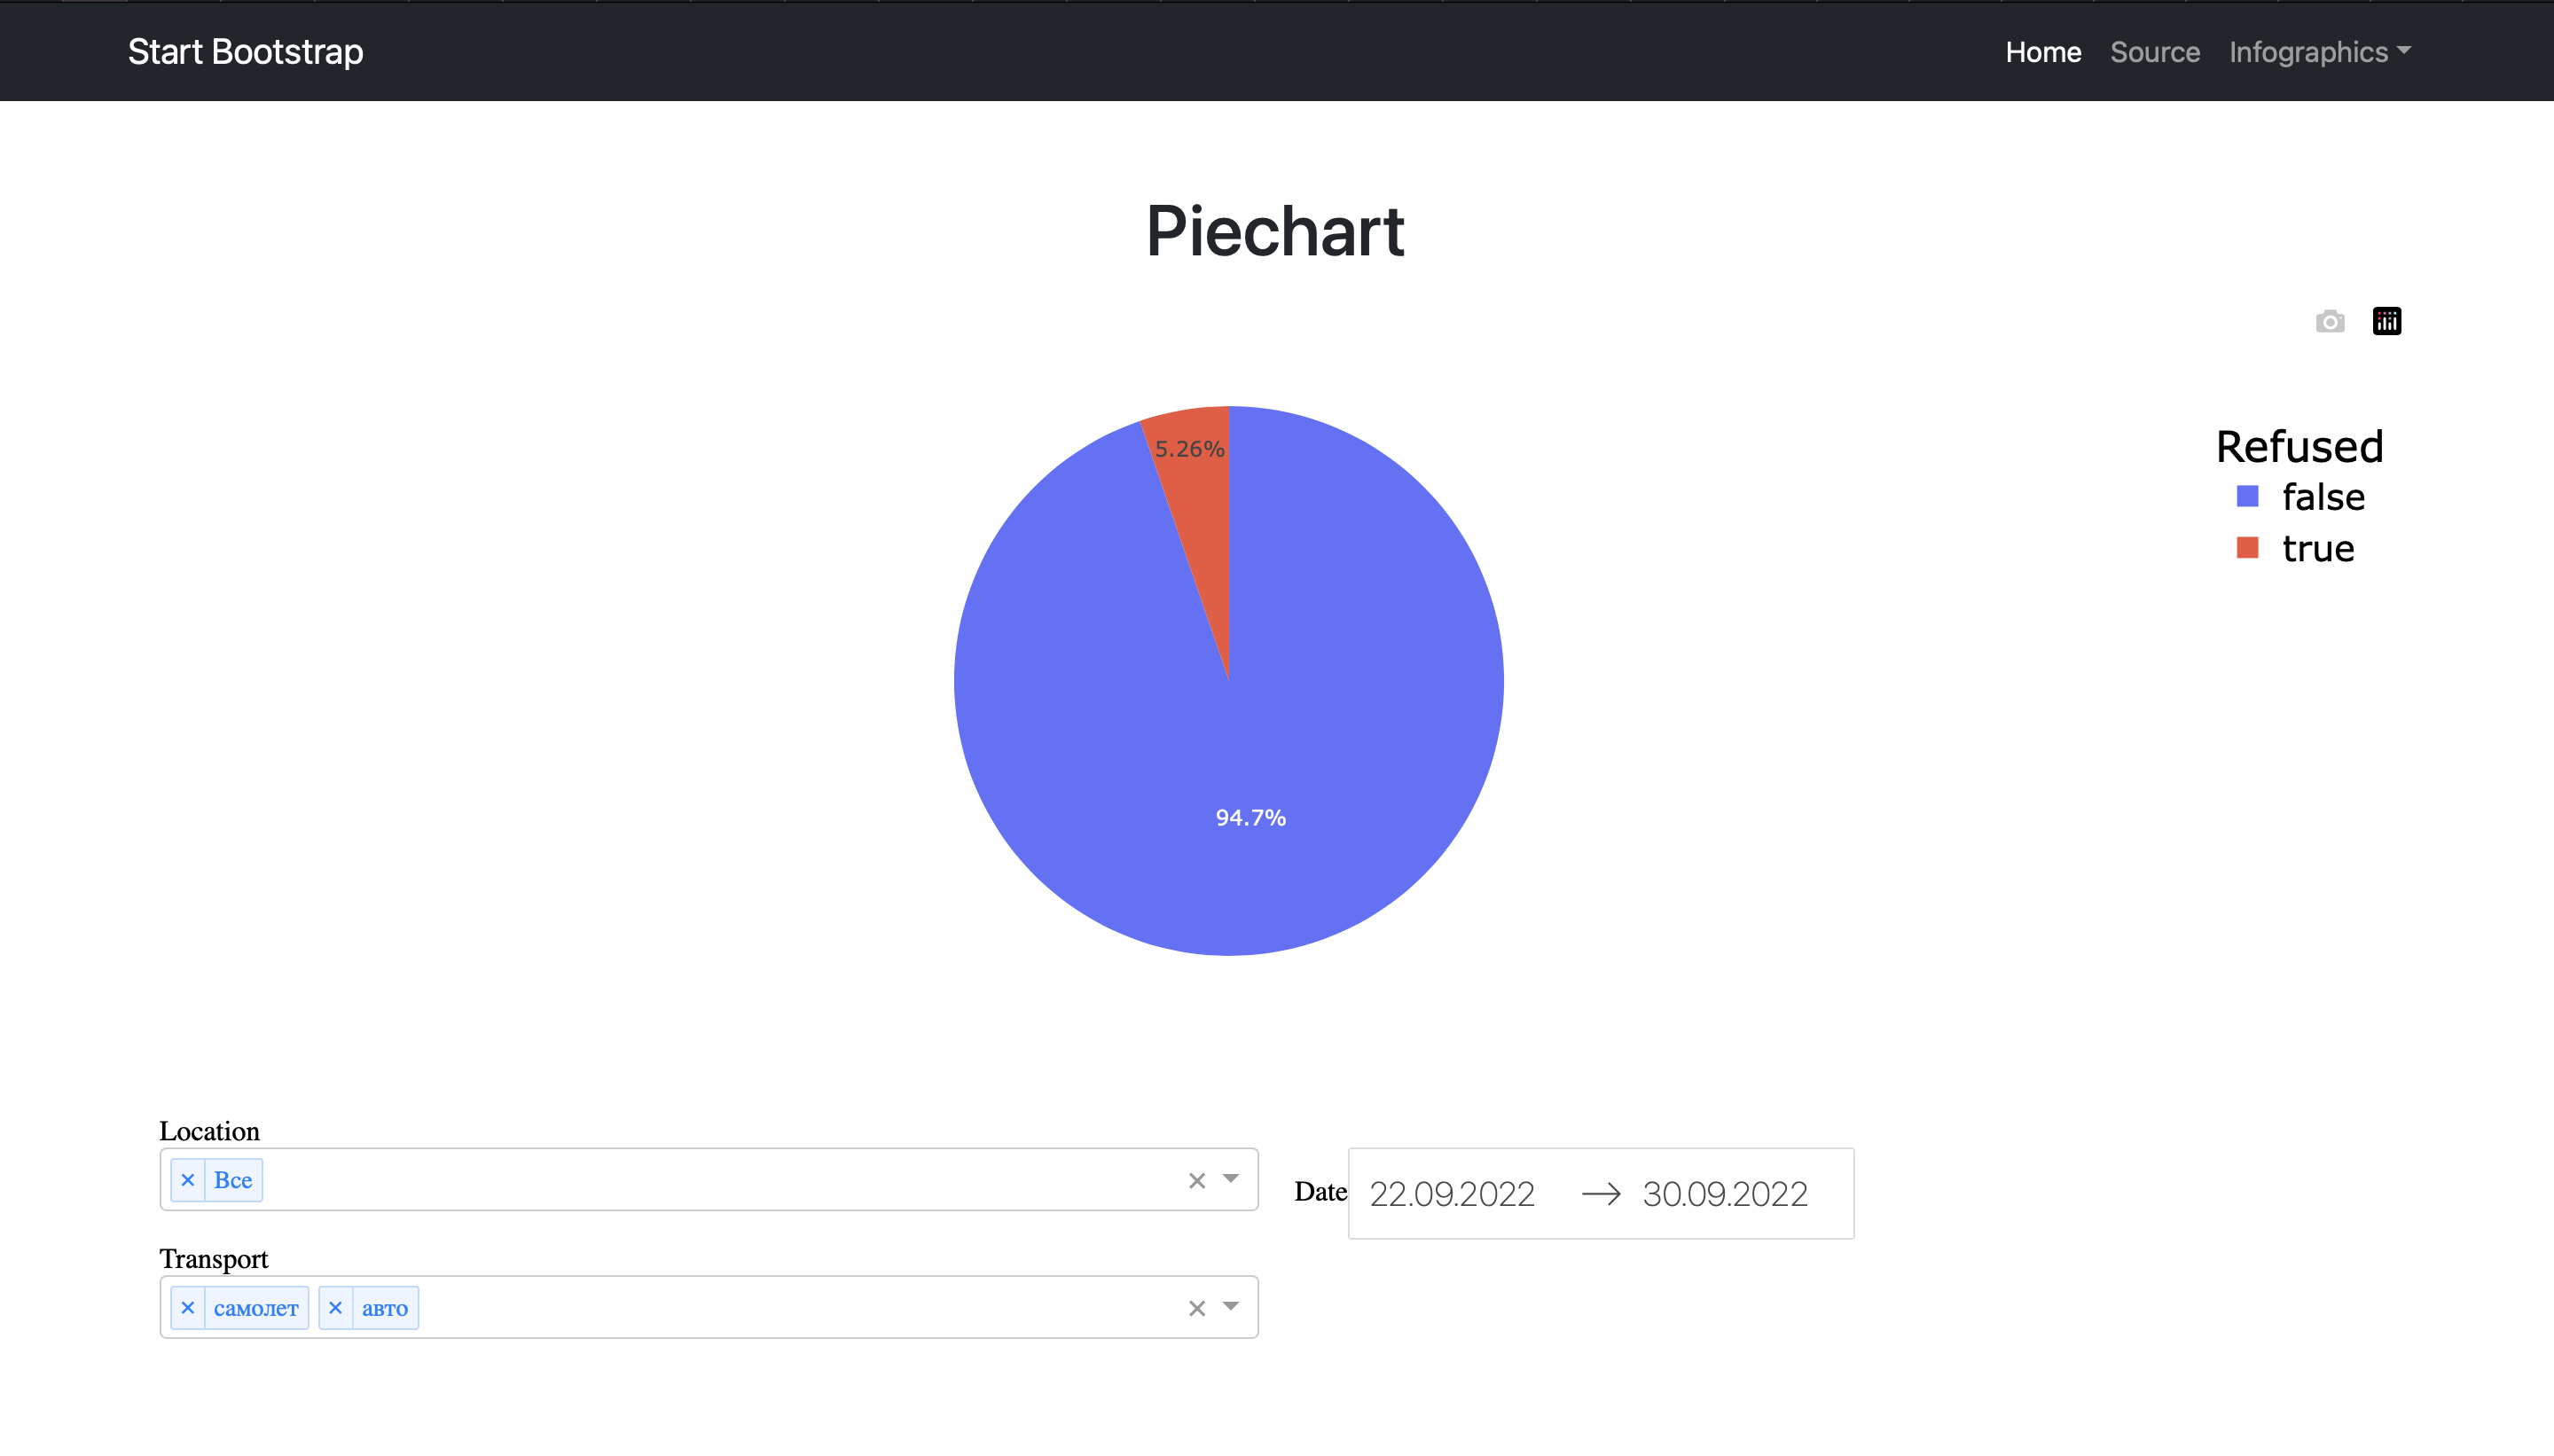 Start Bootstrap Home Source Infographics
Piechart
Refused
false
true
5.26%
94.7%
Location
× Все
Date 22.09.2022 → 30.09.2022
Transport
× самолет × авто